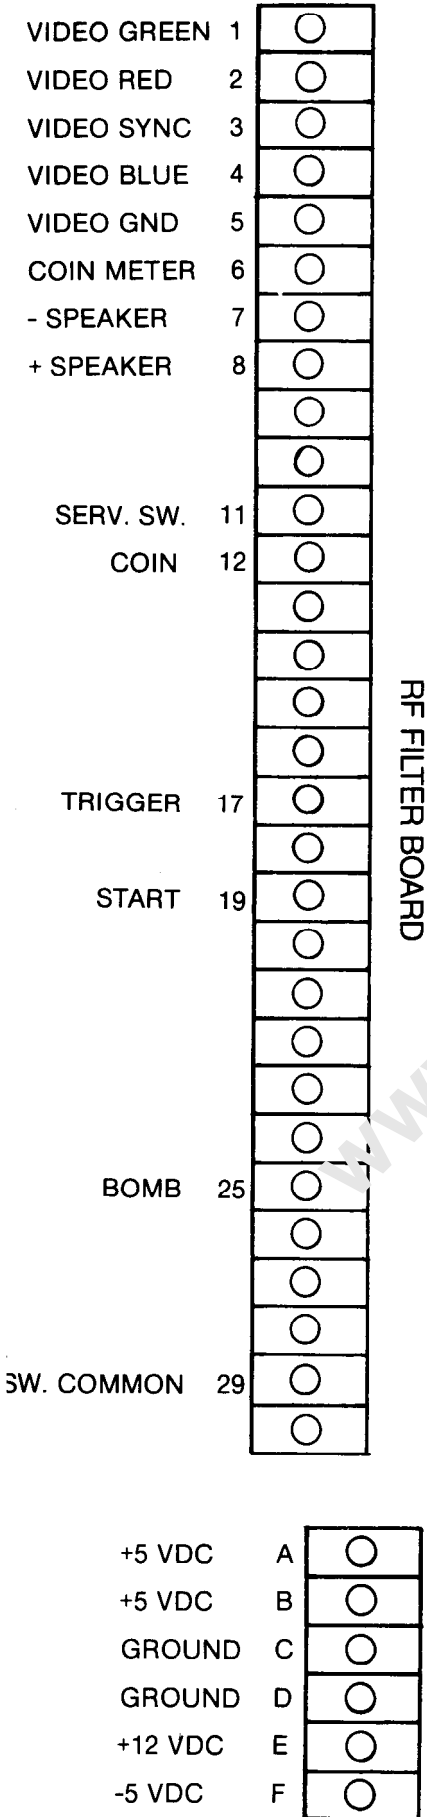 VIDEO GREEN 1
VIDEO RED 2
VIDEO SYNC 3
VIDEO BLUE 4
VIDEO GND 5
COIN METER 6
- SPEAKER 7
+ SPEAKER 8
SERV. SW. 11
COIN 12
TRIGGER 17
START 19
BOMB 25
SW. COMMON 29
RF FILTER BOARD
www
+5 VDC A
+5 VDC B
GROUND C
GROUND D
+12 VDC E
-5 VDC F